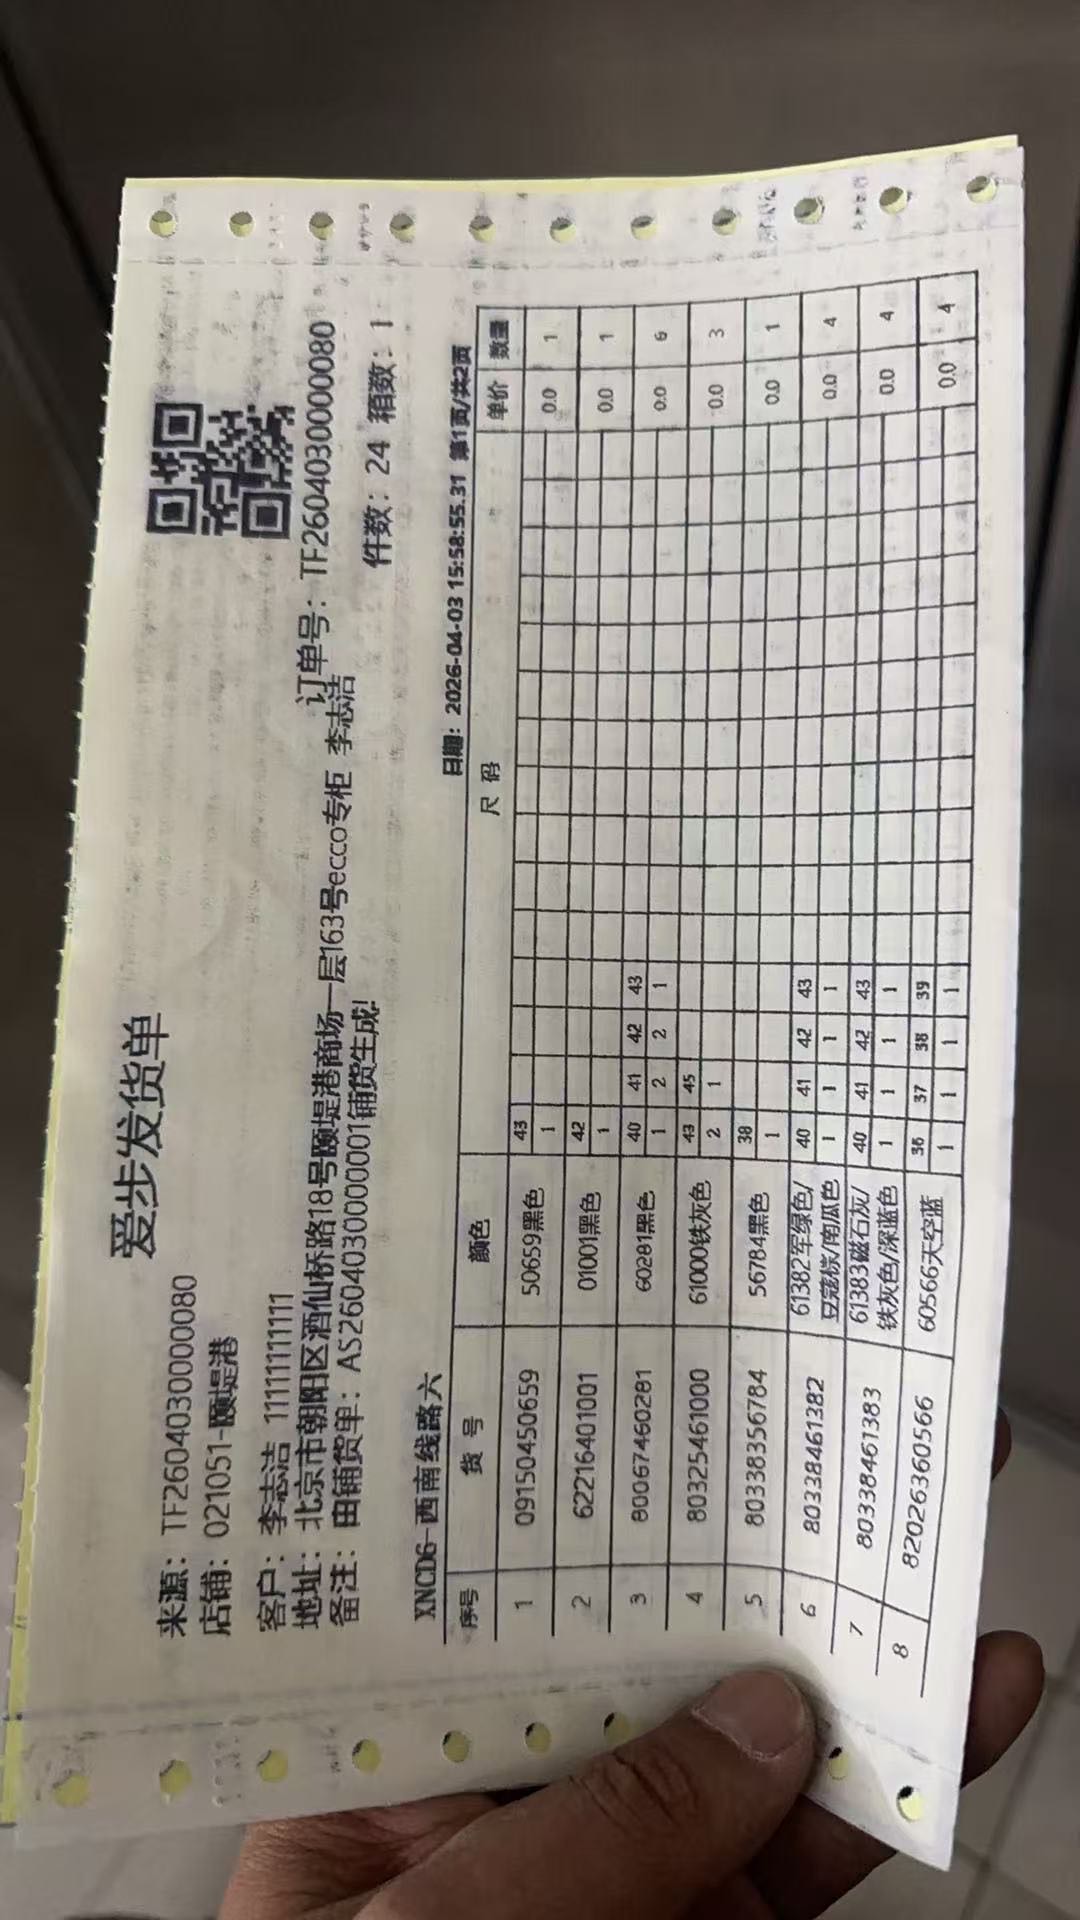 爱步发货单
来源：TF260403000000080
店铺：021051-颐堤港
客户：李志洁 11111111111
订单号：TF260403000000080
地址：北京市朝阳区酒仙桥路18号颐堤港商场一层163号ecco专柜 李志洁
备注：由铺货单：AS260403000000001铺货生成!
件数：24 箱数：1
XNCD6-西南线路六
日期：2026-04-03 15:58:55.31 第1页/共2页
序号 货号 颜色 尺码 单价 数量
1 09150450659 50659黑色 43 0.0 1
1
2 62216401001 01001黑色 42 0.0 1
1
3 80067460281 60281黑色 40 41 42 43 0.0 6
1 2 2 1
4 80325461000 61000铁灰色 43 45 0.0 3
2 1
5 80338356784 56784黑色 38 0.0 1
1
6 80338461382 61382军绿色/ 40 41 42 43 0.0 4
豆蔻棕/南瓜色 1 1 1 1
7 80338461383 61383磁石灰/ 40 41 42 43 0.0 4
铁灰色/深蓝色 1 1 1 1
8 82026360566 60566天空蓝 36 37 38 39 0.0 4
1 1 1 1